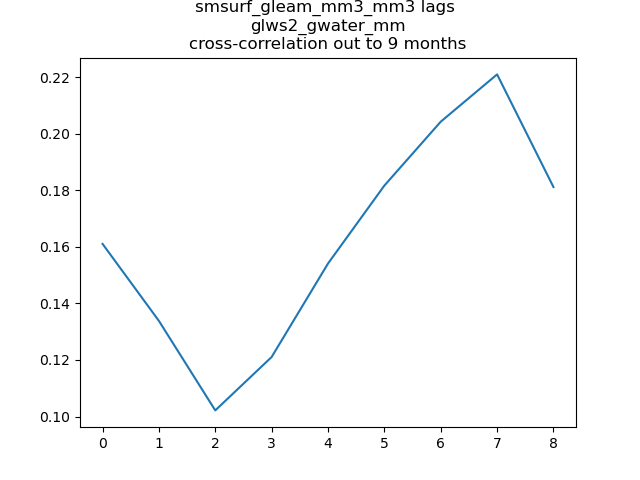 smsurf_gleam_mm3_mm3 lags
glws2_gwater_mm
cross-correlation out to 9 months
0.22
0.20
0.18
0.16
0.14
0.12
0.10
0 1 2 3 4 5 6 7 8